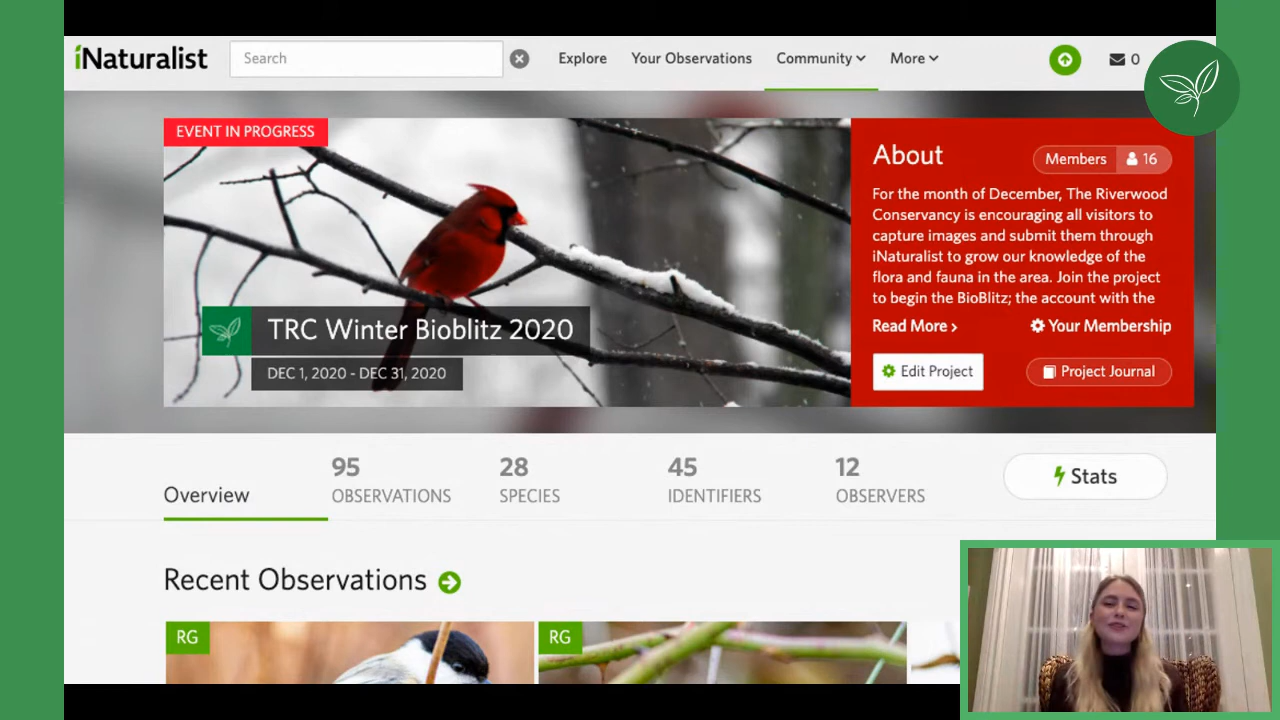 iNaturalist
Search
Explore
Your Observations
Community
More
0
EVENT IN PROGRESS
TRC Winter Bioblitz 2020
DEC 1, 2020 - DEC 31, 2020
About
Members 16
For the month of December, The Riverwood
Conservancy is encouraging all visitors to
capture images and submit them through
iNaturalist to grow our knowledge of the
flora and fauna in the area. Join the project
to begin the BioBlitz; the account with the
Read More ›
Your Membership
Edit Project
Project Journal
Overview
95
OBSERVATIONS
28
SPECIES
45
IDENTIFIERS
12
OBSERVERS
Stats
Recent Observations
RG
RG